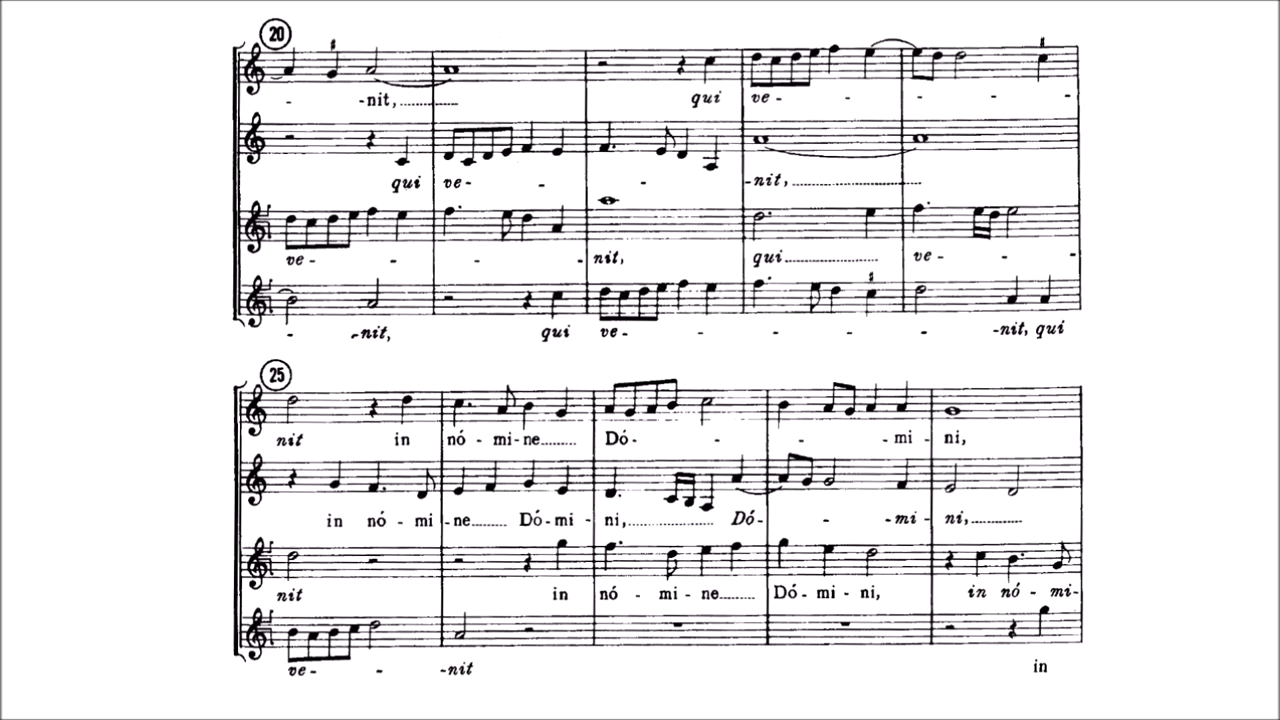 20
- -nit,............
qui ve- - - - -
qui ve- - - -nit,......................
ve- - - - -nit, qui............... ve- - -
- -nit, qui ve- - - - - -nit, qui
25
nit in nó - mi-ne......... Dó- - - -mi - ni,
in nó - mi - ne........ Dó-mi - ni,.................. Dó- - -mi - ni,...........
nit in nó - mi - ne......... Dó- mi - ni, in nó - mi-
ve- - -nit in